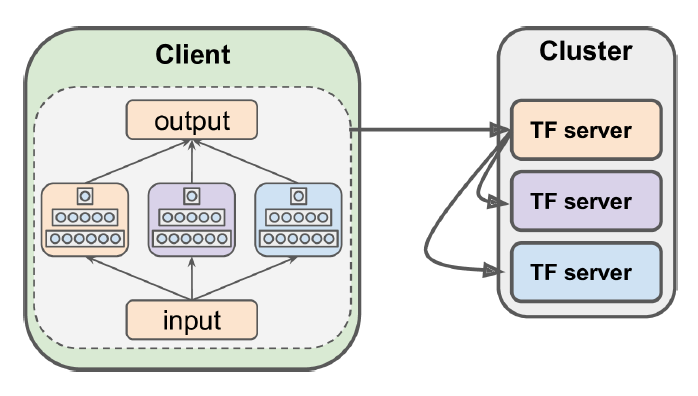 Client
Cluster
output
TF server
TF server
TF server
input